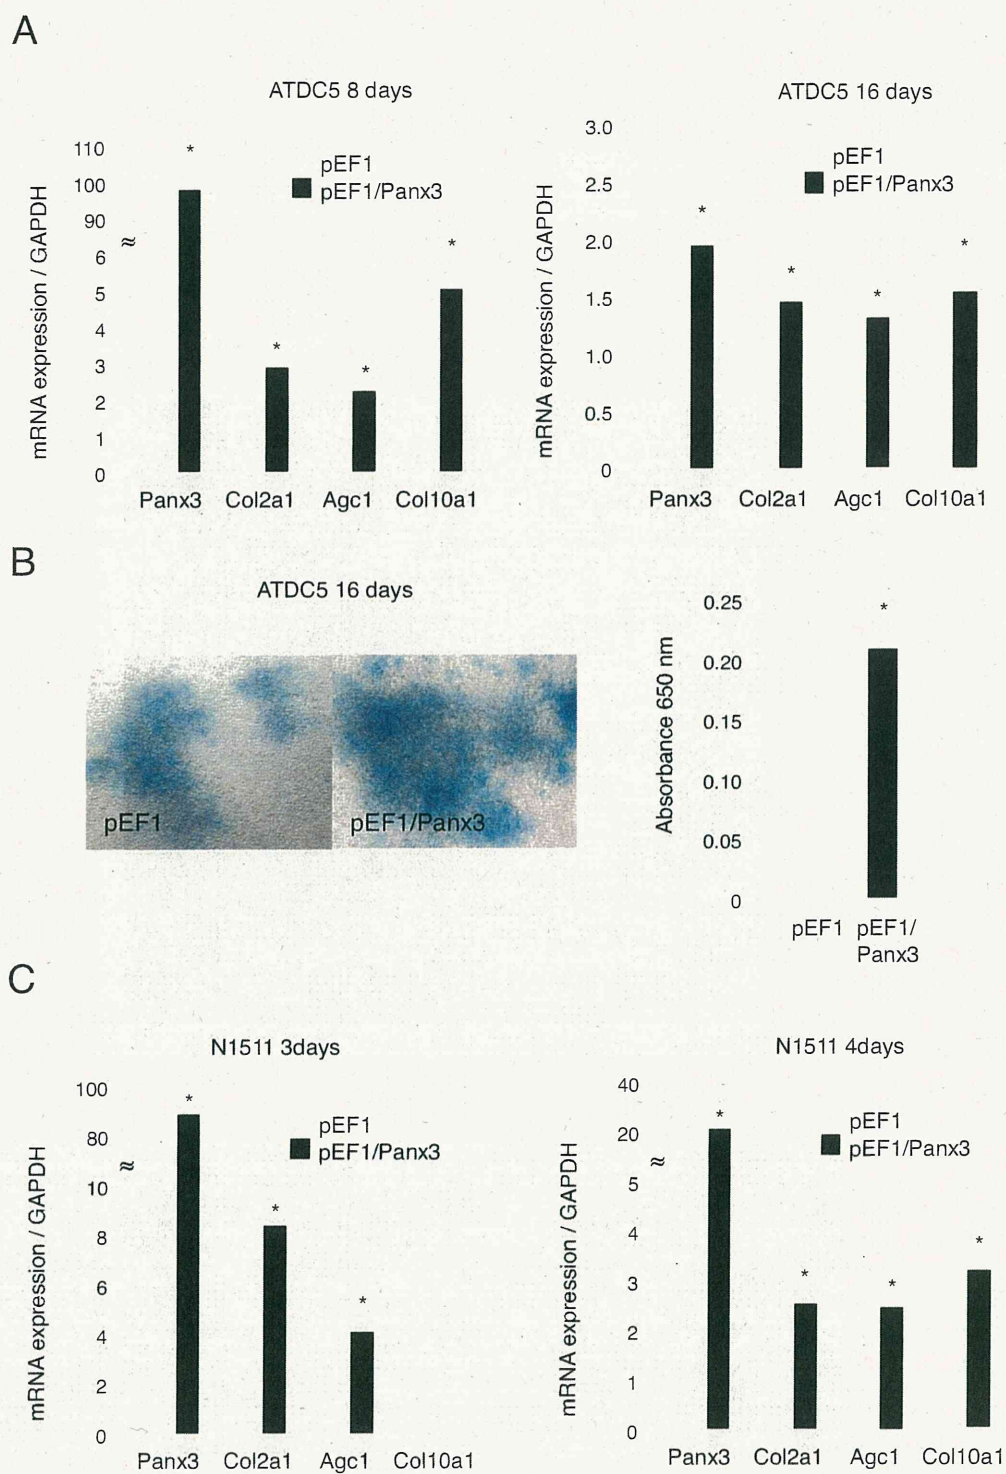 A
ATDC5 8 days
mRNA expression / GAPDH
110
100
90
≈
6
5
4
3
2
1
0
pEF1
pEF1/Panx3
*
*
*
*
Panx3 Col2a1 Agc1 Col10a1
ATDC5 16 days
mRNA expression / GAPDH
3.0
2.5
2.0
1.5
1.0
0.5
0
pEF1
pEF1/Panx3
*
*
*
*
Panx3 Col2a1 Agc1 Col10a1
B
ATDC5 16 days
pEF1
pEF1/Panx3
Absorbance 650 nm
0.25
0.20
0.15
0.10
0.05
0
*
pEF1 pEF1/
Panx3
C
N1511 3days
mRNA expression / GAPDH
100
80
≈
10
8
6
4
2
0
pEF1
pEF1/Panx3
*
*
*
Panx3 Col2a1 Agc1 Col10a1
N1511 4days
mRNA expression / GAPDH
40
20
≈
5
4
3
2
1
0
pEF1
pEF1/Panx3
*
*
*
*
Panx3 Col2a1 Agc1 Col10a1